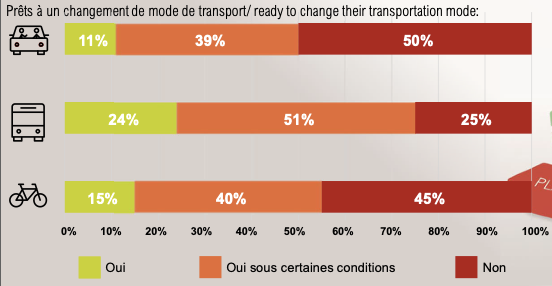 Prêts à un changement de mode de transport/ ready to change their transportation mode:
11% 39% 50%
24% 51% 25%
15% 40% 45%
PL
0% 10% 20% 30% 40% 50% 60% 70% 80% 90% 100%
Oui Oui sous certaines conditions Non